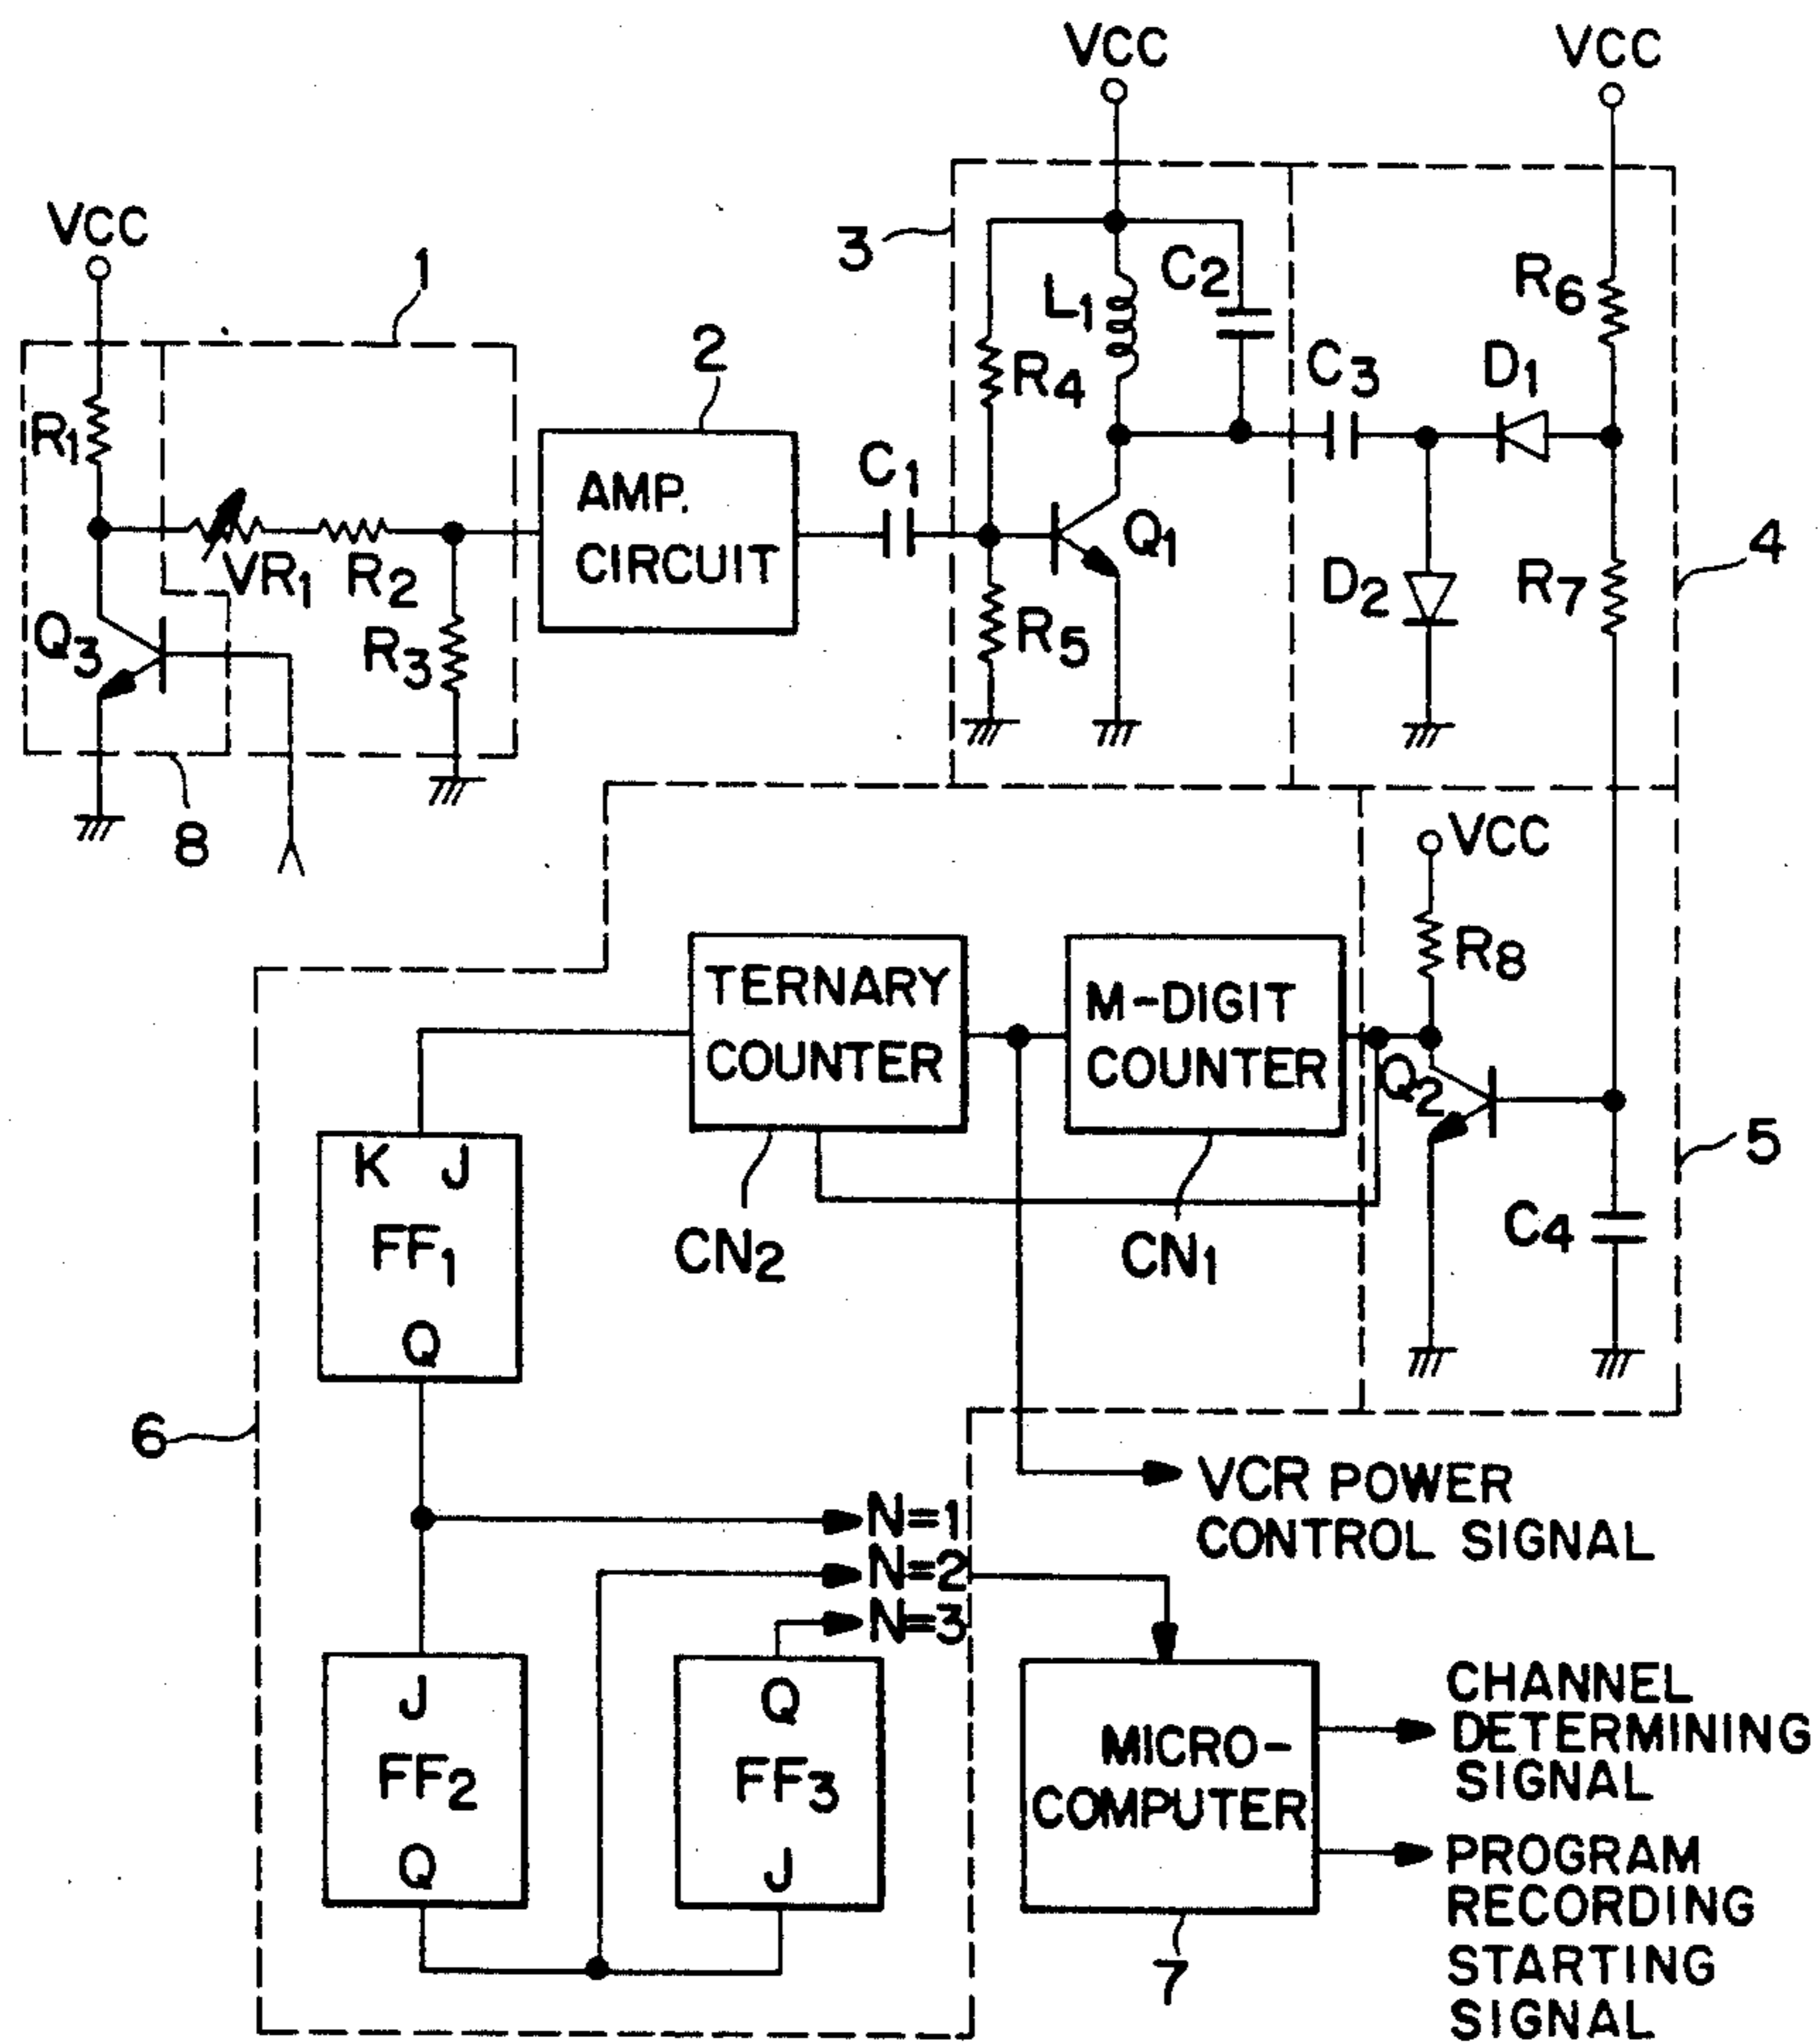 VCC
VCC
VCC
1
3
2
R1
VR1
R2
R3
Q3
8
AMP.
CIRCUIT
C1
R4
L1
C2
R5
Q1
C3
D1
R6
D2
R7
4
VCC
R8
Q2
C4
5
TERNARY
COUNTER
M-DIGIT
COUNTER
CN2
CN1
K J
FF1
Q
6
VCR POWER
CONTROL SIGNAL
N=1
N=2
N=3
J
FF2
Q
Q
FF3
J
MICRO-
COMPUTER
7
CHANNEL
DETERMINING
SIGNAL
PROGRAM
RECORDING
STARTING
SIGNAL